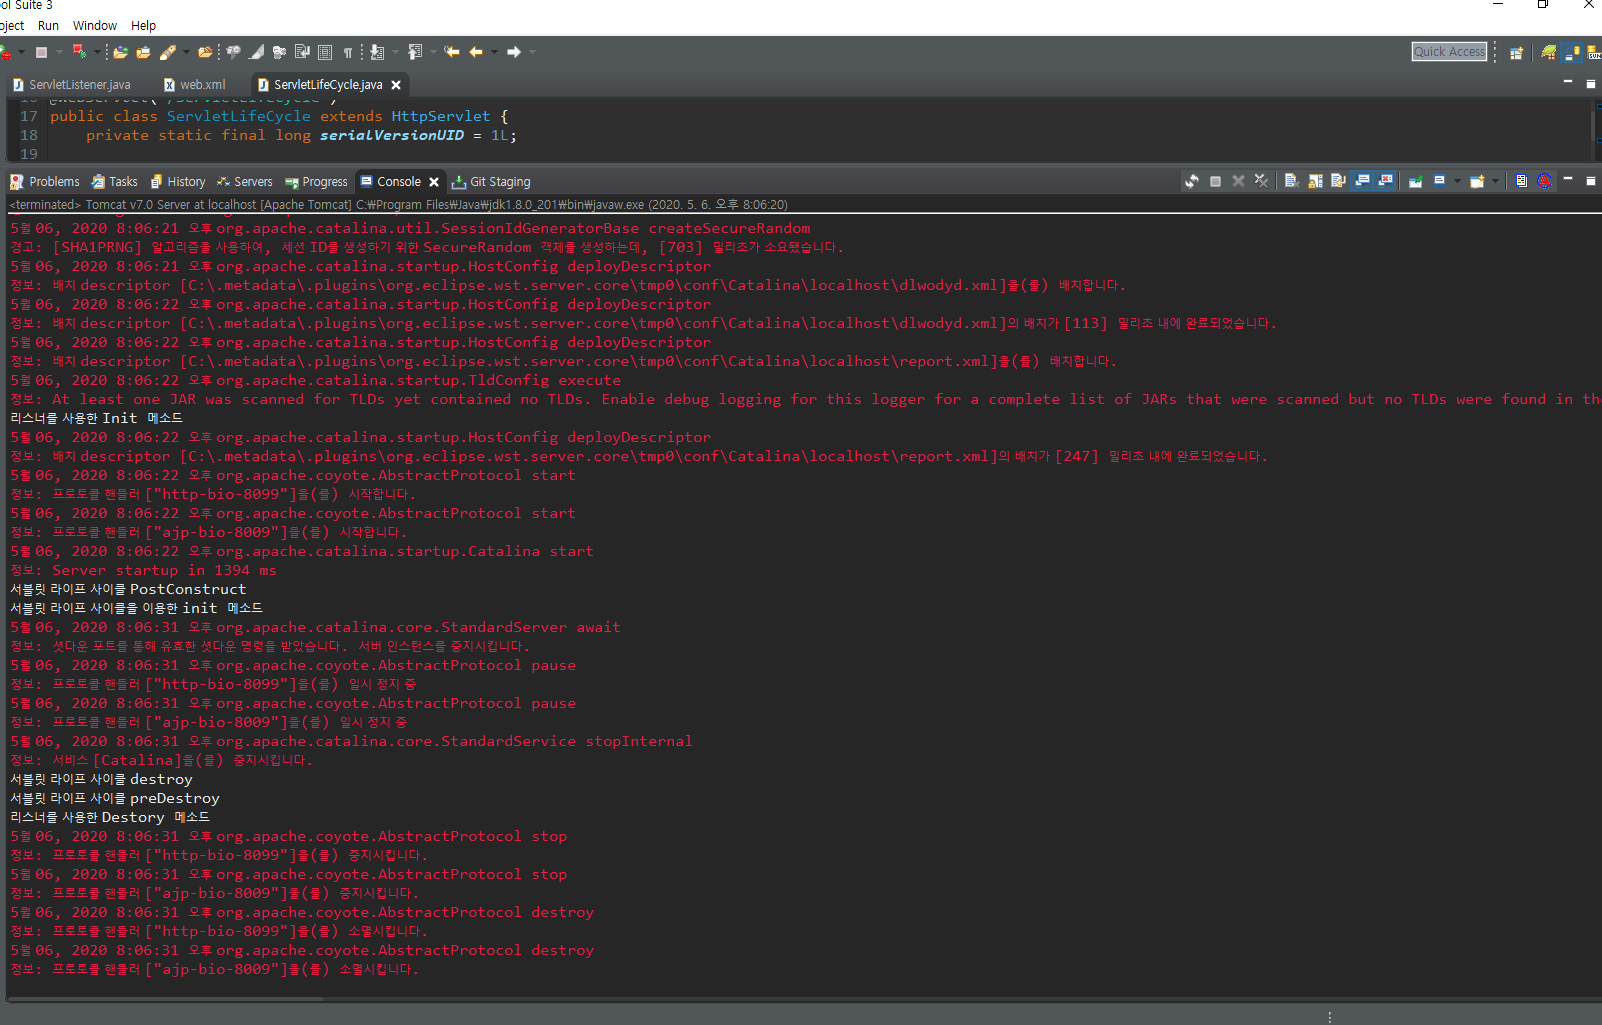 ool Suite 3
oject Run Window Help
Quick Access
ServletListener.java web.xml ServletLifeCycle.java
16 @WebServlet("/ServletLifeCycle")
17 public class ServletLifeCycle extends HttpServlet {
18 private static final long serialVersionUID = 1L;
19
Problems Tasks History Servers Progress Console Git Staging
<terminated> Tomcat v7.0 Server at localhost [Apache Tomcat] C:₩Program Files₩Java₩jdk1.8.0_201₩bin₩javaw.exe (2020. 5. 6. 오후 8:06:20)
5월 06, 2020 8:06:21 오후 org.apache.catalina.util.SessionIdGeneratorBase createSecureRandom
경고: [SHA1PRNG] 알고리즘을 사용하여, 세션 ID를 생성하기 위한 SecureRandom 객체를 생성하는데, [703] 밀리초가 소요됐습니다.
5월 06, 2020 8:06:21 오후 org.apache.catalina.startup.HostConfig deployDescriptor
정보: 배치 descriptor [C:\.metadata\.plugins\org.eclipse.wst.server.core\tmp0\conf\Catalina\localhost\dlwodyd.xml]을(를) 배치합니다.
5월 06, 2020 8:06:22 오후 org.apache.catalina.startup.HostConfig deployDescriptor
정보: 배치 descriptor [C:\.metadata\.plugins\org.eclipse.wst.server.core\tmp0\conf\Catalina\localhost\dlwodyd.xml]의 배치가 [113] 밀리초 내에 완료되었습니다.
5월 06, 2020 8:06:22 오후 org.apache.catalina.startup.HostConfig deployDescriptor
정보: 배치 descriptor [C:\.metadata\.plugins\org.eclipse.wst.server.core\tmp0\conf\Catalina\localhost\report.xml]을(를) 배치합니다.
5월 06, 2020 8:06:22 오후 org.apache.catalina.startup.TldConfig execute
정보: At least one JAR was scanned for TLDs yet contained no TLDs. Enable debug logging for this logger for a complete list of JARs that were scanned but no TLDs were found in the
리스너를 사용한 Init 메소드
5월 06, 2020 8:06:22 오후 org.apache.catalina.startup.HostConfig deployDescriptor
정보: 배치 descriptor [C:\.metadata\.plugins\org.eclipse.wst.server.core\tmp0\conf\Catalina\localhost\report.xml]의 배치가 [247] 밀리초 내에 완료되었습니다.
5월 06, 2020 8:06:22 오후 org.apache.coyote.AbstractProtocol start
정보: 프로토콜 핸들러 ["http-bio-8099"]을(를) 시작합니다.
5월 06, 2020 8:06:22 오후 org.apache.coyote.AbstractProtocol start
정보: 프로토콜 핸들러 ["ajp-bio-8009"]을(를) 시작합니다.
5월 06, 2020 8:06:22 오후 org.apache.catalina.startup.Catalina start
정보: Server startup in 1394 ms
서블릿 라이프 사이클 PostConstruct
서블릿 라이프 사이클을 이용한 init 메소드
5월 06, 2020 8:06:31 오후 org.apache.catalina.core.StandardServer await
정보: 셧다운 포트를 통해 유효한 셧다운 명령을 받았습니다. 서버 인스턴스를 중지시킵니다.
5월 06, 2020 8:06:31 오후 org.apache.coyote.AbstractProtocol pause
정보: 프로토콜 핸들러 ["http-bio-8099"]을(를) 일시 정지 중
5월 06, 2020 8:06:31 오후 org.apache.coyote.AbstractProtocol pause
정보: 프로토콜 핸들러 ["ajp-bio-8009"]을(를) 일시 정지 중
5월 06, 2020 8:06:31 오후 org.apache.catalina.core.StandardService stopInternal
정보: 서비스 [Catalina]을(를) 중지시킵니다.
서블릿 라이프 사이클 destroy
서블릿 라이프 사이클 preDestroy
리스너를 사용한 Destory 메소드
5월 06, 2020 8:06:31 오후 org.apache.coyote.AbstractProtocol stop
정보: 프로토콜 핸들러 ["http-bio-8099"]을(를) 중지시킵니다.
5월 06, 2020 8:06:31 오후 org.apache.coyote.AbstractProtocol stop
정보: 프로토콜 핸들러 ["ajp-bio-8009"]을(를) 중지시킵니다.
5월 06, 2020 8:06:31 오후 org.apache.coyote.AbstractProtocol destroy
정보: 프로토콜 핸들러 ["http-bio-8099"]을(를) 소멸시킵니다.
5월 06, 2020 8:06:31 오후 org.apache.coyote.AbstractProtocol destroy
정보: 프로토콜 핸들러 ["ajp-bio-8009"]을(를) 소멸시킵니다.